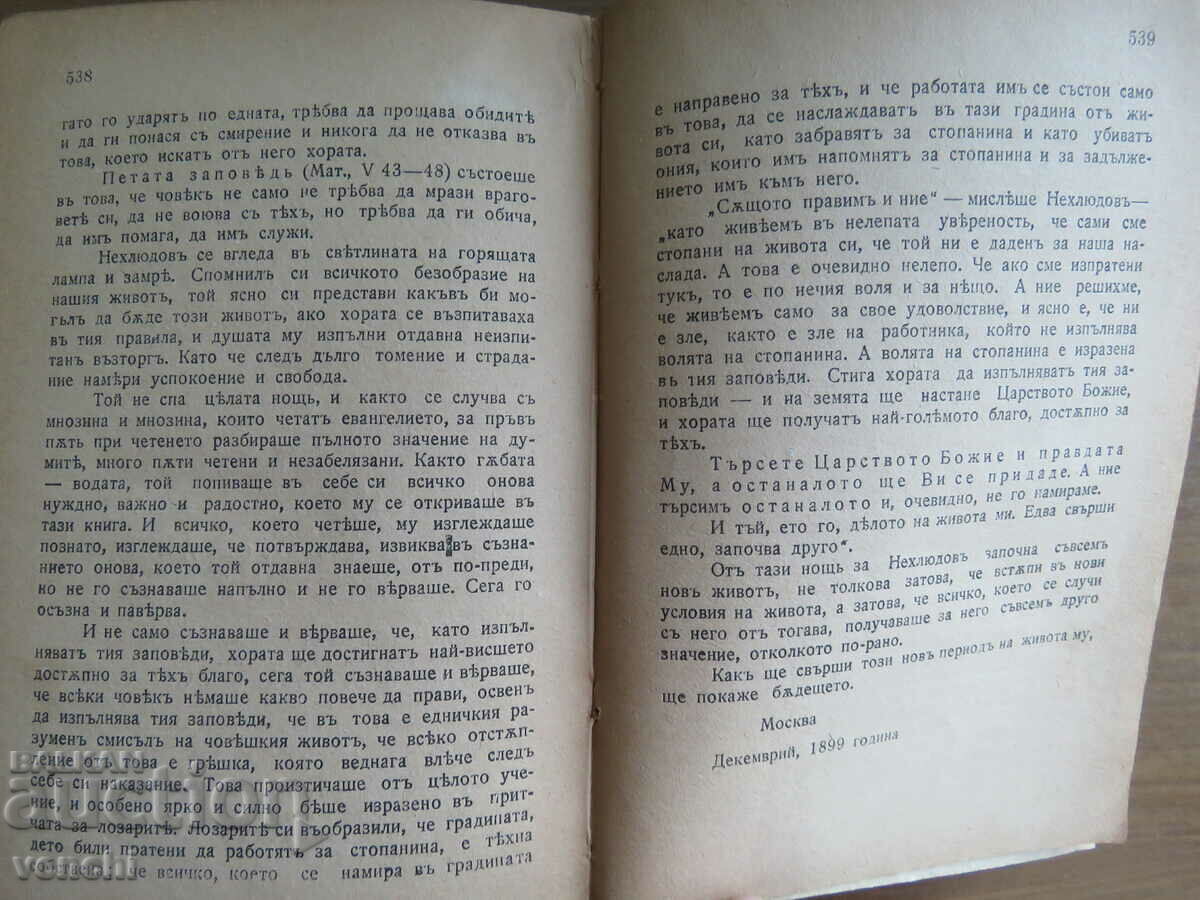 538
гато го ударятъ по едната, трѣбва да прощава обидитѣ
и да ги понася съ смирение и никога да не отказва въ
това, което искатъ отъ него хората.
Петата заповѣдь (Мат., V 43—48) състоеше
въ това, че човѣкъ не само не трѣбва да мрази враго-
ветѣ си, да не воюва съ тѣхъ, но трѣбва да ги обича,
да имъ помага, да имъ служи.
Нехлюдовъ се вгледа въ свѣтлината на горящата
лампа и замрѣ. Спомнилъ си всичкото безобразие на
нашия животъ, той ясно си представи какъвъ би мо-
гълъ да бѫде този животъ, ако хората се възпитаваха
въ тия правила, и душата му изпълни отдавна неизпи-
танъ възторгъ. Като че следъ дълго томение и страда-
ние намѣри успокоение и свобода.
Той не спа цѣлата нощь, и както се случва съ
мнозина и мнозина, които четатъ евангелието, за пръвъ
пѫть при четенето разбираше пълното значение на ду-
митѣ, много пѫти четени и незабелязани. Както гѫбата
— водата, той попиваше въ себе си всичко онова
нуждно, важно и радостно, което му се откриваше въ
тази книга. И всичко, което четѣше, му изглеждаше
познато, изглеждаше, че потвърждава, извиква въ съзна-
нието онова, което той отдавна знаеше, отъ по-преди,
но не го съзнаваше напълно и не го вѣрваше. Сега го
осъзна и павѣрва.
И не само съзнаваше и вѣрваше, че, като изпъл-
няватъ тия заповѣди, хората ще достигнатъ най-висшето
достѫпно за тѣхъ благо, сега той съзнаваше и вѣрваше,
че всѣки човѣкъ нѣмаше какво повече да прави, освенъ
да изпълнява тия заповѣди, че въ това е едничкия ра-
зуменъ смисълъ на човѣшкия животъ, че всѣко отстѫп-
ление отъ това е грѣшка, която веднага влѣче следъ
себе си наказание. Това произтичаше отъ цѣлото уче-
ние, и особено ярко и силно бѣше изразено въ прит-
чата за лозаритѣ. Лозаритѣ си въобразили, че градината,
дето били пратени да работятъ за стопанина, е тѣхна
собственость, че всичко, което се намира въ градината
539
е направено за тѣхъ, и че работата имъ се състои само
въ това, да се наслаждаватъ въ тази градина отъ жи-
вота си, като забравятъ за стопанина и като убиватъ
ония, които имъ напомнятъ за стопанина и за задълже-
нието имъ къмъ него.
„Сѫщото правимъ и ние“ — мислѣше Нехлюдовъ—
„като живѣемъ въ нелепата увѣреность, че сами сме
стопани на живота си, че той ни е даденъ за наша на-
слада. А това е очевидно нелепо. Че ако сме изпратени
тукъ, то е по нечия воля и за нѣщо. А ние решихме,
че живѣемъ само за свое удоволствие, и ясно е, че ни
е зле, както е зле на работника, който не изпълнява
волята на стопанина. А волята на стопанина е изразена
въ тия заповѣди. Стига хората да изпълняватъ тия за-
повѣди — и на земята ще настане Царството Божие,
и хората ще получатъ най-голѣмото благо, достѫпно за
тѣхъ.
Търсете Царството Божие и правдата
Му, а останалото ще Ви се придаде. А ние
търсимъ останалото и, очевидно, не го намираме.
И тъй, ето го, дѣлото на живота ми. Едва свърши
едно, започва друго“.
Отъ тази нощь за Нехлюдовъ започна съвсемъ
новъ животъ, не толкова затова, че встѫпи въ нови
условия на живота, а затова, че всичко, което се случи
съ него отъ тогава, получаваше за него съвсемъ друго
значение, отколкото по-рано.
Какъ ще свърши този новъ периодъ на живота му,
ще покаже бѫдещето.
Москва
Декемврий, 1899 година
BALKAN
auction
vonchi